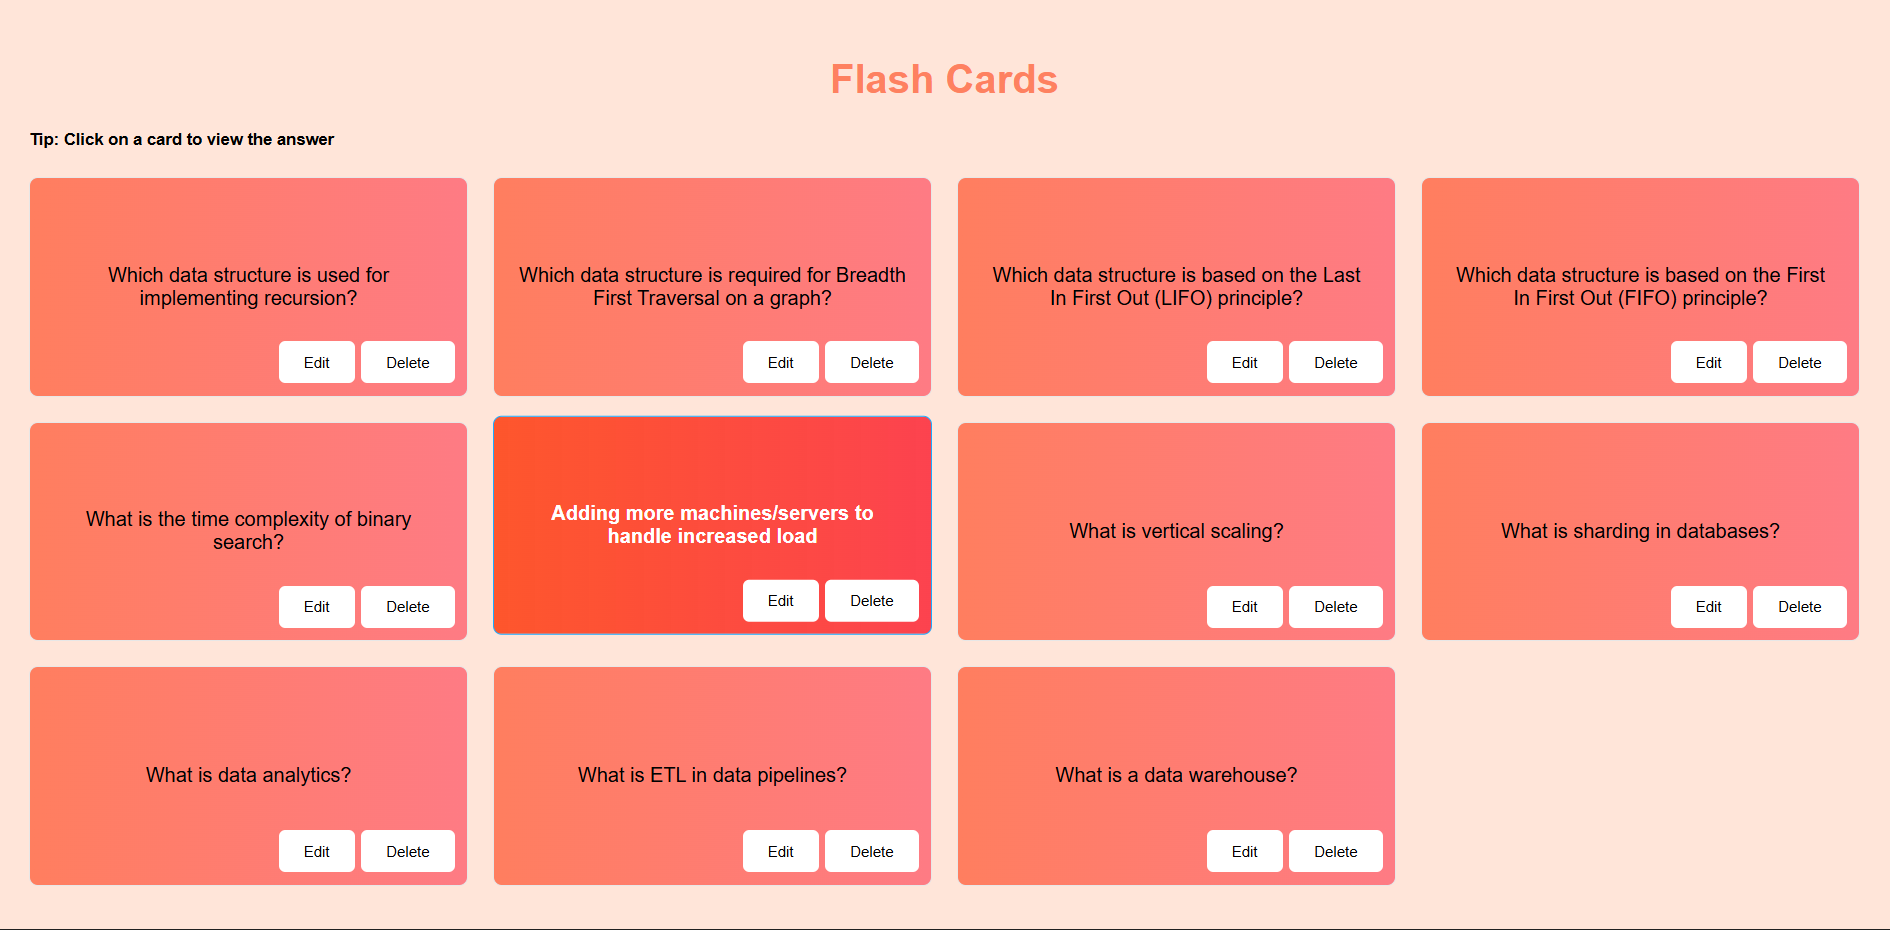 Flash Cards
Tip: Click on a card to view the answer
Which data structure is used for
implementing recursion?
Edit Delete
Which data structure is required for Breadth
First Traversal on a graph?
Edit Delete
Which data structure is based on the Last
In First Out (LIFO) principle?
Edit Delete
Which data structure is based on the First
In First Out (FIFO) principle?
Edit Delete
What is the time complexity of binary
search?
Edit Delete
Adding more machines/servers to
handle increased load
Edit Delete
What is vertical scaling?
Edit Delete
What is sharding in databases?
Edit Delete
What is data analytics?
Edit Delete
What is ETL in data pipelines?
Edit Delete
What is a data warehouse?
Edit Delete